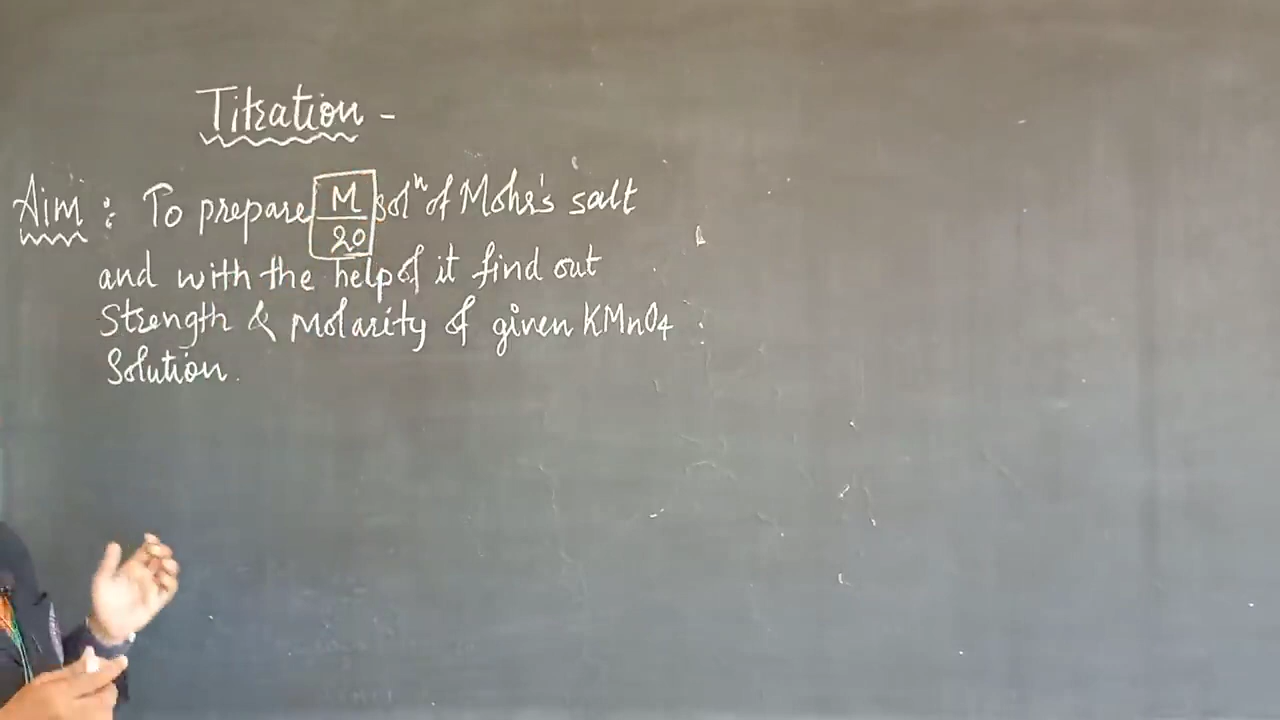 Titration -
Aim : To prepare M/20 solⁿ of Mohr's salt
and with the help of it find out
Strength & Molarity of given KMnO4
Solution.